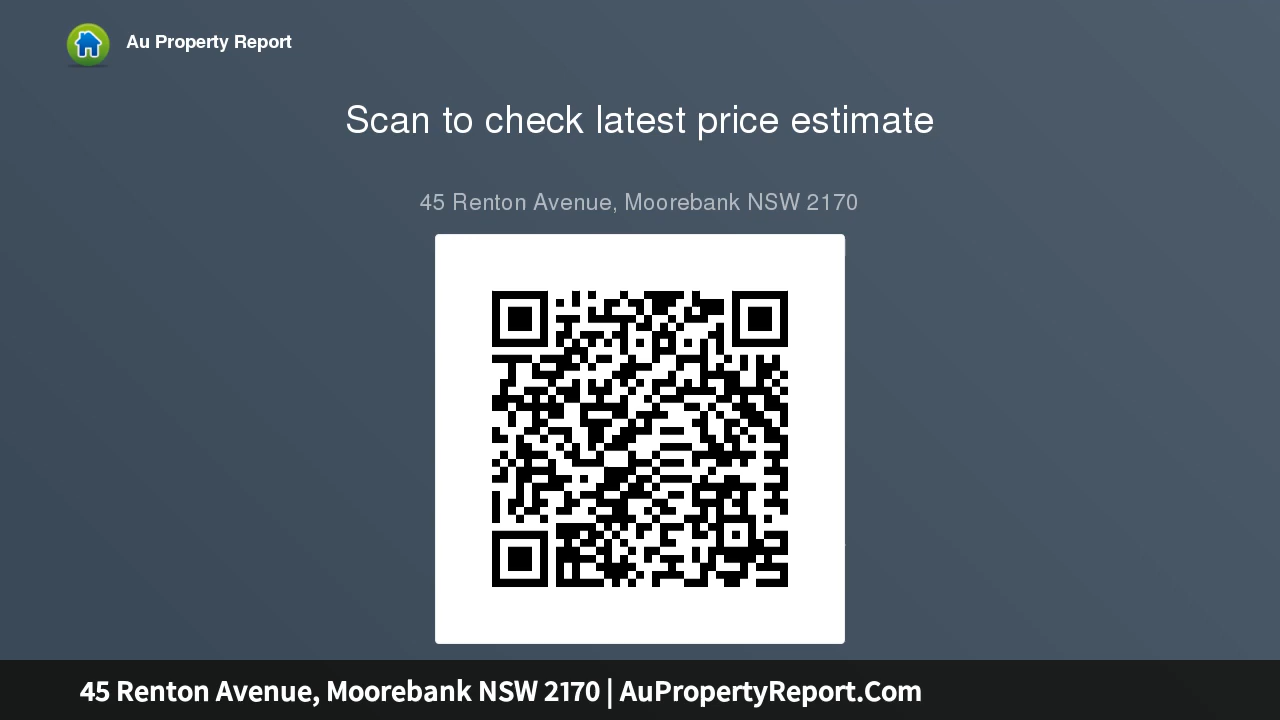 Au Property Report
Scan to check latest price estimate
45 Renton Avenue, Moorebank NSW 2170
45 Renton Avenue, Moorebank NSW 2170 | AuPropertyReport.Com